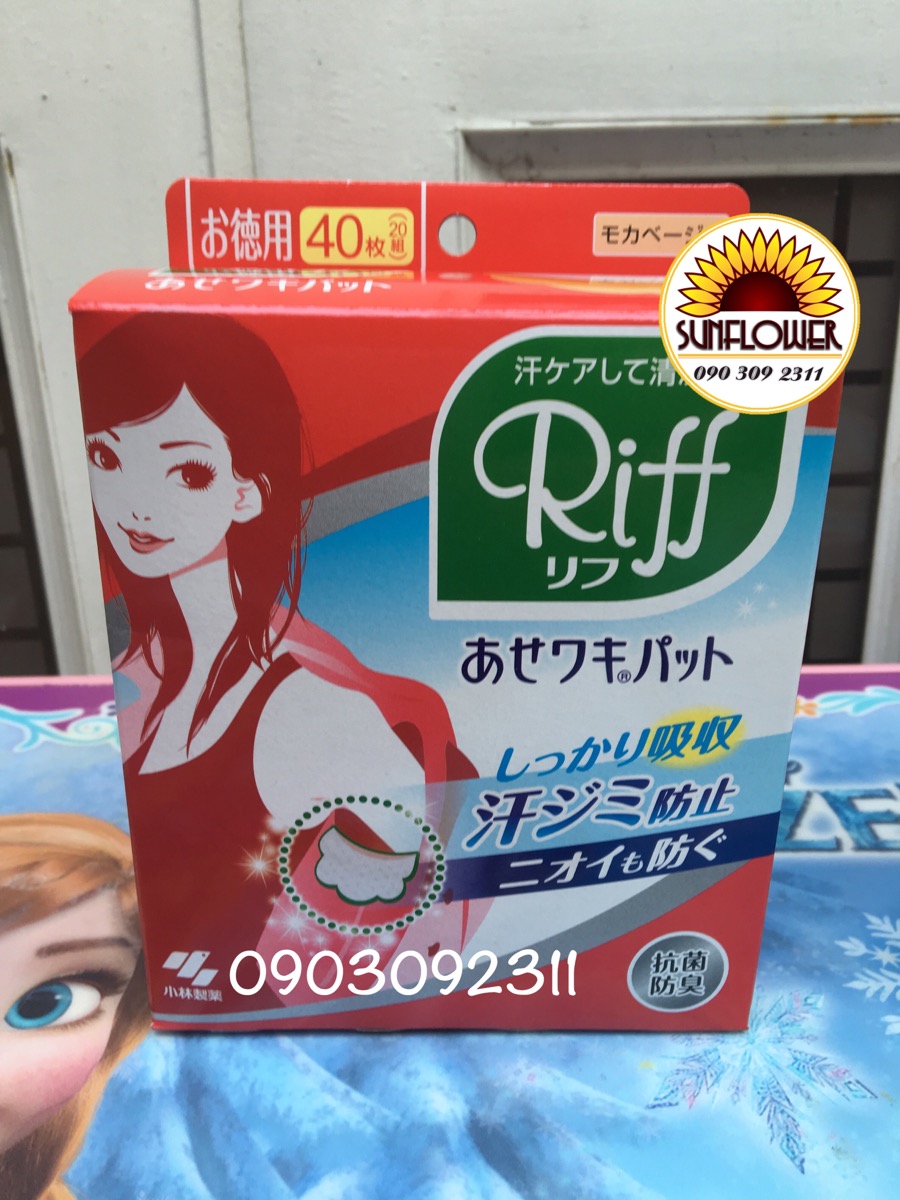 お徳用 40枚(20組)
モカベージ
あせワキパット
SUNFLOWER
090 309 2311
汗ケアして清
Riff
リフ
あせワキ®パット
しっかり吸収
汗ジミ防止
ニオイも防ぐ
小林製薬
0903092311
抗菌
防臭